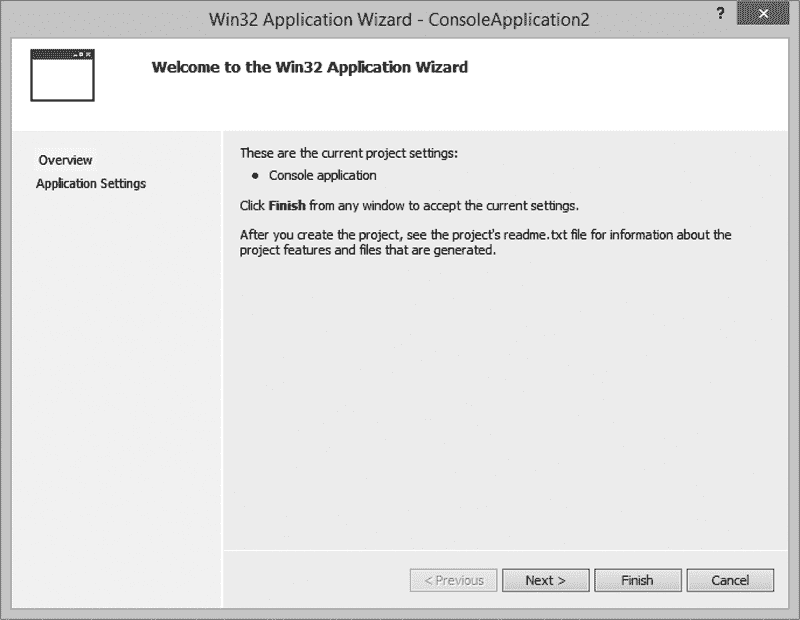 Win32 Application Wizard - ConsoleApplication2
?
Welcome to the Win32 Application Wizard
Overview
Application Settings
These are the current project settings:
• Console application
Click Finish from any window to accept the current settings.
After you create the project, see the project's readme.txt file for information about the
project features and files that are generated.
< Previous
Next >
Finish
Cancel